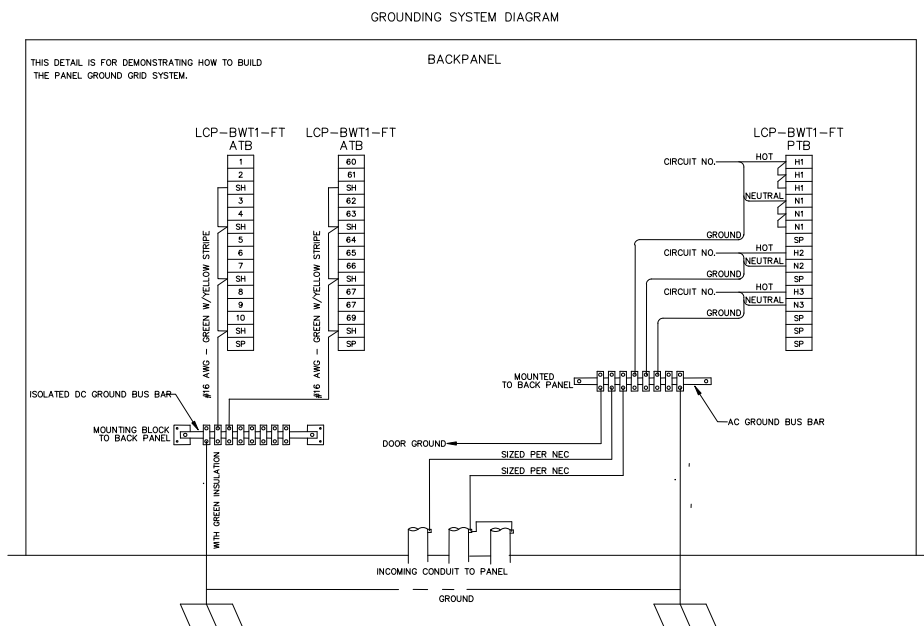 GROUNDING SYSTEM DIAGRAM
BACKPANEL
THIS DETAIL IS FOR DEMONSTRATING HOW TO BUILD
THE PANEL GROUND GRID SYSTEM.
LCP-BWT1-FT
ATB
1
2
SH
3
4
SH
5
6
7
SH
8
9
10
SH
SP
#16 AWG - GREEN W/YELLOW STRIPE
LCP-BWT1-FT
ATB
60
61
SH
62
63
SH
64
65
66
SH
67
67
69
SH
SP
#16 AWG - GREEN W/YELLOW STRIPE
LCP-BWT1-FT
PTB
H1
H1
H1
N1
N1
N1
SP
H2
N2
SP
H3
N3
SP
SP
SP
CIRCUIT NO.
HOT
NEUTRAL
GROUND
CIRCUIT NO.
HOT
NEUTRAL
GROUND
CIRCUIT NO.
HOT
NEUTRAL
GROUND
ISOLATED DC GROUND BUS BAR
MOUNTING BLOCK
TO BACK PANEL
WITH GREEN INSULATION
MOUNTED
TO BACK PANEL
AC GROUND BUS BAR
DOOR GROUND
SIZED PER NEC
SIZED PER NEC
INCOMING CONDUIT TO PANEL
GROUND